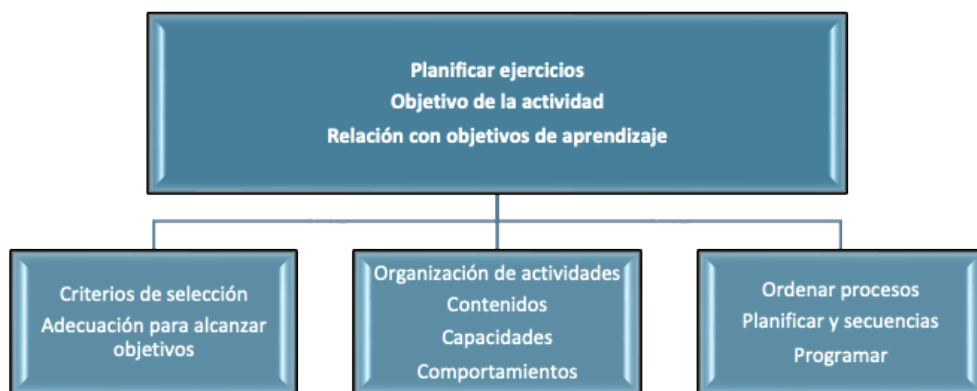 Planificar ejercicios
Objetivo de la actividad
Relación con objetivos de aprendizaje
Criterios de selección
Adecuación para alcanzar
objetivos
Organización de actividades
Contenidos
Capacidades
Comportamientos
Ordenar procesos
Planificar y secuencias
Programar